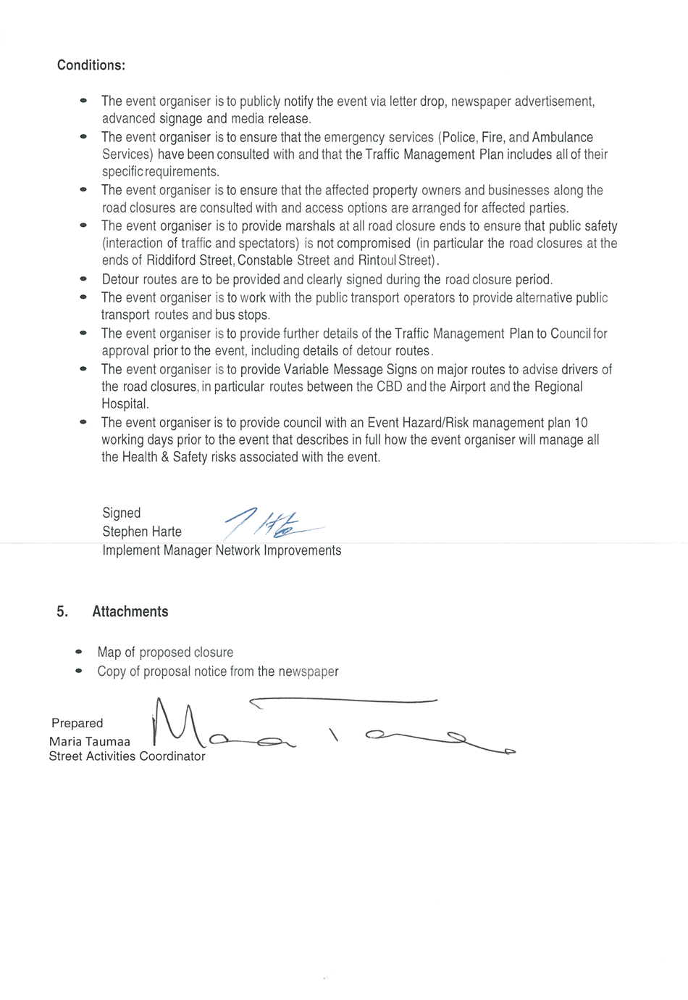 Conditions:
• The event organiser is to publicly notify the event via letter drop, newspaper advertisement,
advanced signage and media release.
• The event organiser is to ensure that the emergency services (Police, Fire, and Ambulance
Services) have been consulted with and that the Traffic Management Plan includes all of their
specific requirements.
• The event organiser is to ensure that the affected property owners and businesses along the
road closures are consulted with and access options are arranged for affected parties.
• The event organiser is to provide marshals at all road closure ends to ensure that public safety
(interaction of traffic and spectators) is not compromised (in particular the road closures at the
ends of Riddiford Street, Constable Street and Rintoul Street).
• Detour routes are to be provided and clearly signed during the road closure period.
• The event organiser is to work with the public transport operators to provide alternative public
transport routes and bus stops.
• The event organiser is to provide further details of the Traffic Management Plan to Council for
approval prior to the event, including details of detour routes.
• The event organiser is to provide Variable Message Signs on major routes to advise drivers of
the road closures, in particular routes between the CBD and the Airport and the Regional
Hospital.
• The event organiser is to provide council with an Event Hazard/Risk management plan 10
working days prior to the event that describes in full how the event organiser will manage all
the Health & Safety risks associated with the event.
Signed
Stephen Harte
Implement Manager Network Improvements
5. Attachments
• Map of proposed closure
• Copy of proposal notice from the newspaper
Prepared
Maria Taumaa
Street Activities Coordinator